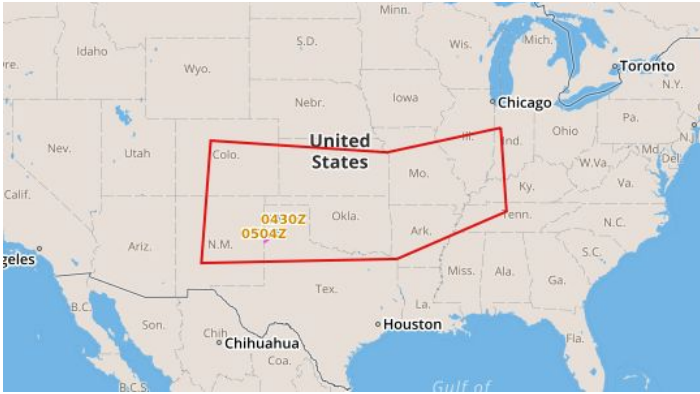 Minn.
Idaho
S.D.
Wis.
Mich.
Toronto
re.
Wyo.
N.Y.
Nebr.
Iowa
Chicago
Nev.
Utah
Colo.
United
States
Ill.
Ind.
Ohio
Pa.
N.J.
Md.
Del.
Calif.
Mo.
W.Va.
Va.
Ky.
0430Z
0504Z
Okla.
Ark.
Tenn.
N.C.
geles
Ariz.
N.M.
S.C.
Tex.
Miss.
Ala.
Ga.
La.
B.C.
Son.
Chih.
Chihuahua
Coa.
Houston
Fla.
B.C.S.
Gulf of